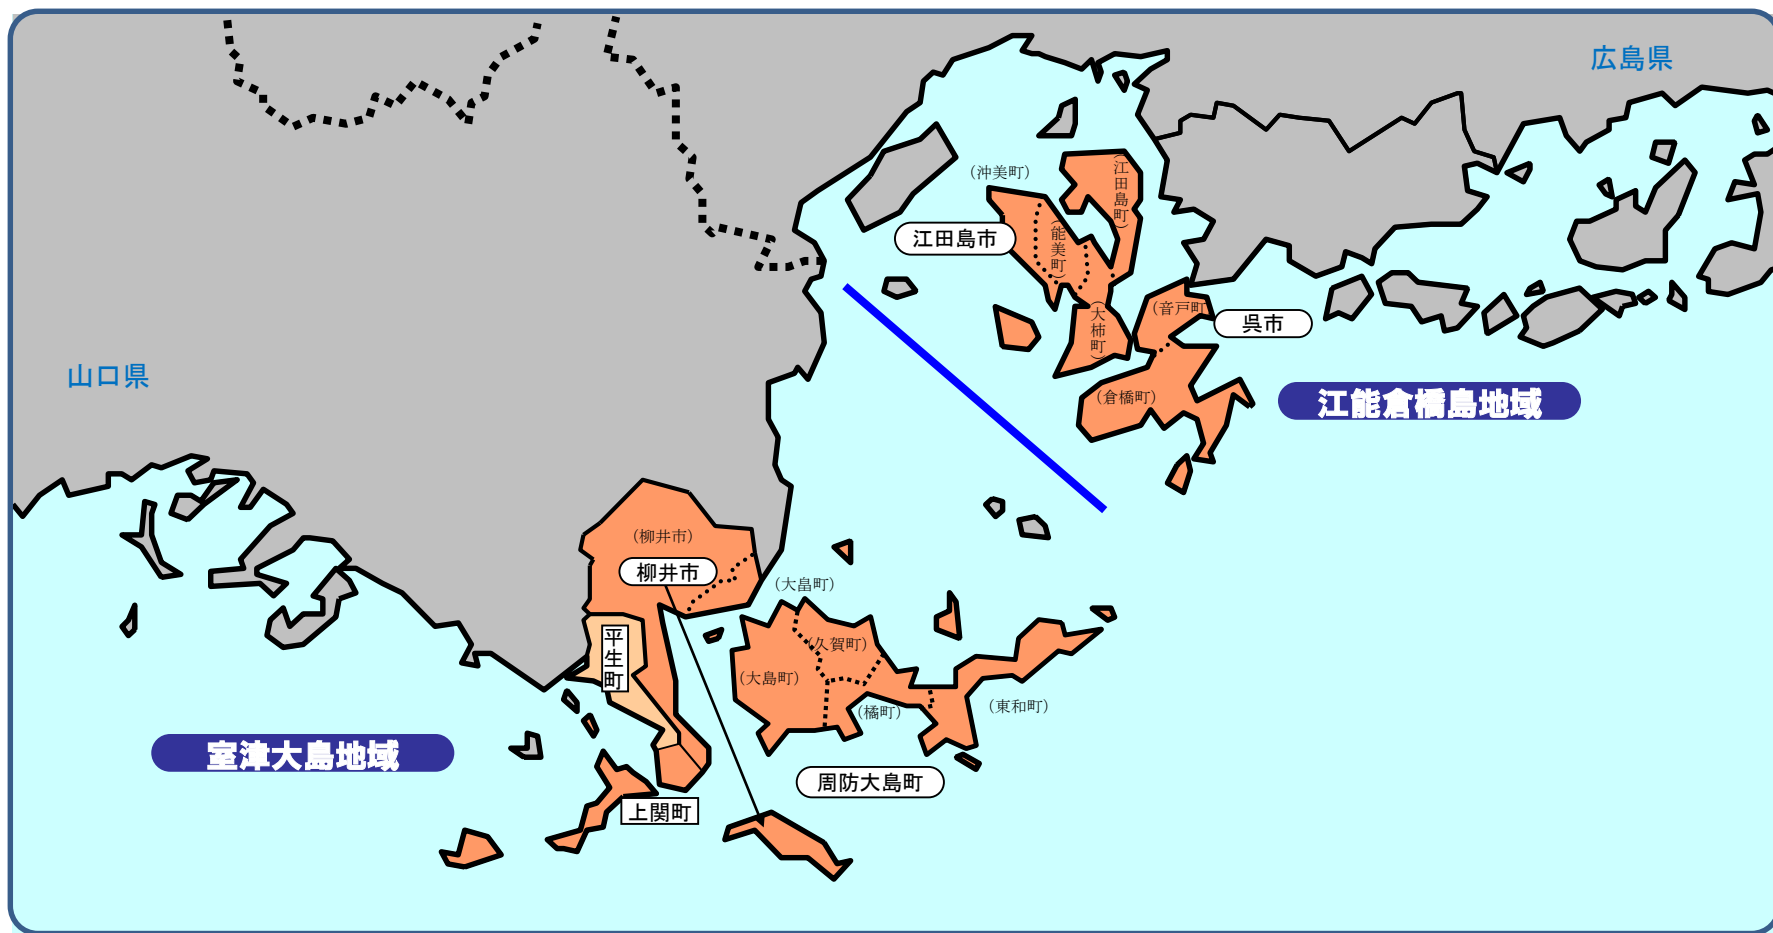 広島県
(沖美町)
(江田島町)
江田島市
(能美町)
(音戸町)
(大柿町)
呉市
山口県
(倉橋町)
江能倉橋島地域
(柳井市)
柳井市
(大畠町)
平生町
(久賀町)
(大島町)
(橘町)
(東和町)
室津大島地域
周防大島町
上関町